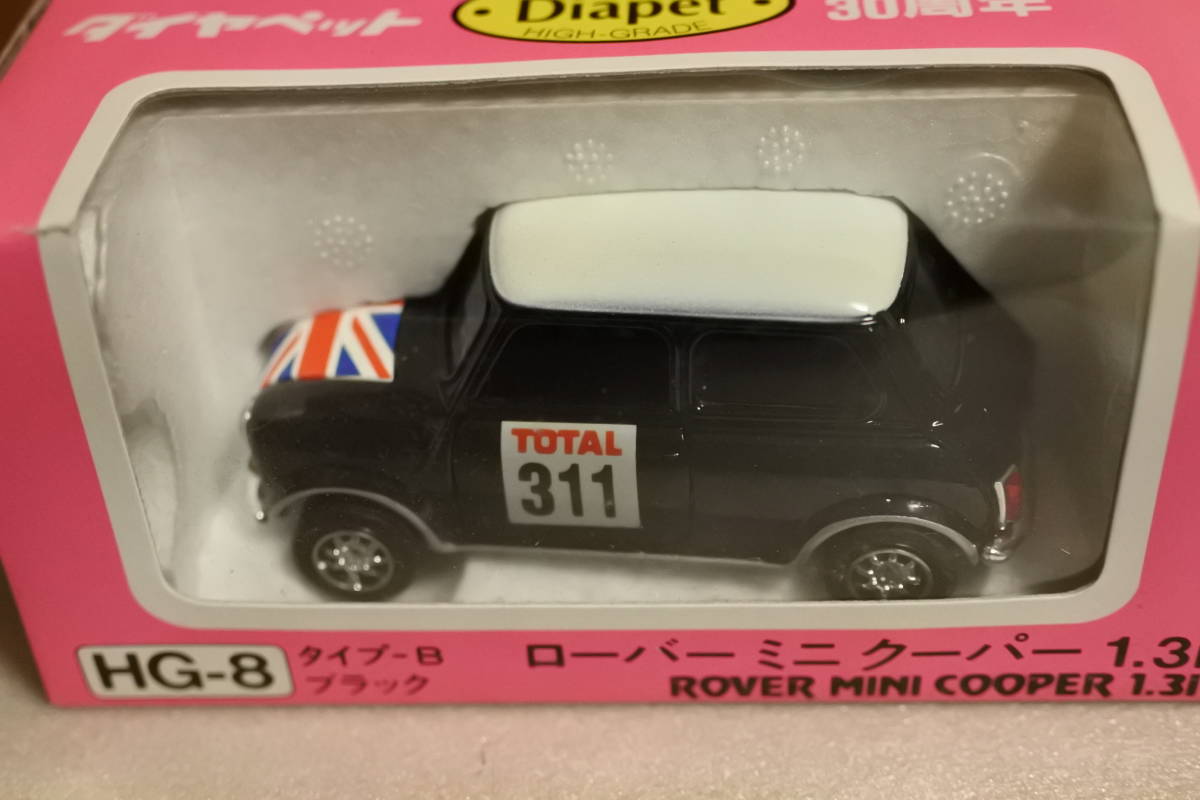 ダイヤペット
Diapet
HIGH-GRADE
30周年
TOTAL
311
HG-8
タイプ-B
ブラック
ローバー ミニ クーパー 1.3i
ROVER MINI COOPER 1.3i